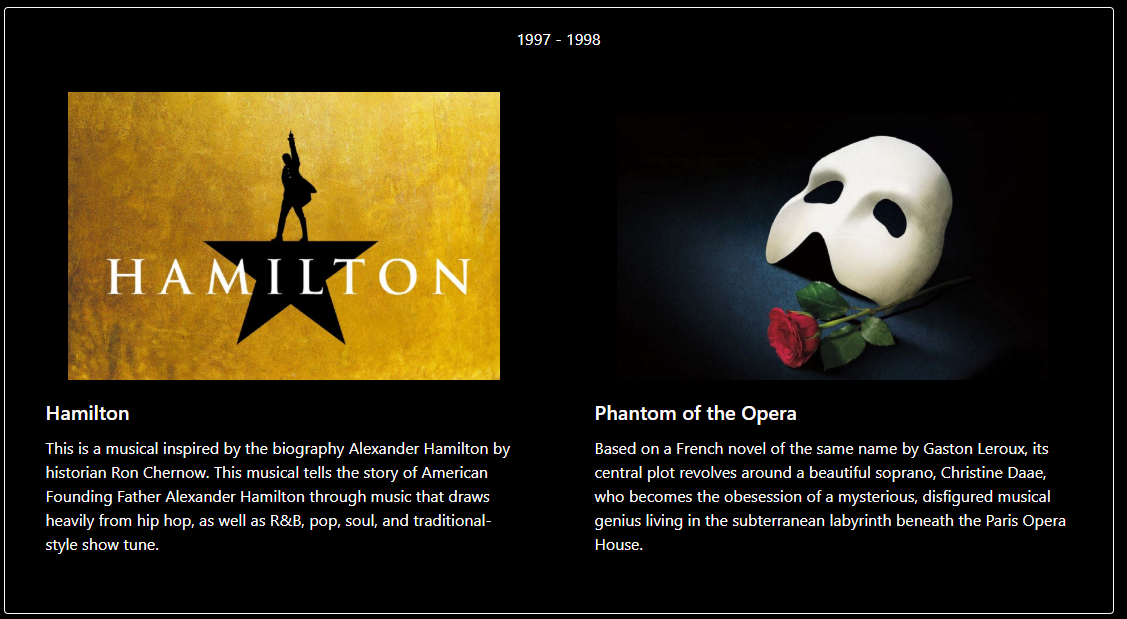 1997 - 1998
HAMILTON
Hamilton
This is a musical inspired by the biography Alexander Hamilton by
historian Ron Chernow. This musical tells the story of American
Founding Father Alexander Hamilton through music that draws
heavily from hip hop, as well as R&B, pop, soul, and traditional-
style show tune.
Phantom of the Opera
Based on a French novel of the same name by Gaston Leroux, its
central plot revolves around a beautiful soprano, Christine Daae,
who becomes the obesession of a mysterious, disfigured musical
genius living in the subterranean labyrinth beneath the Paris Opera
House.